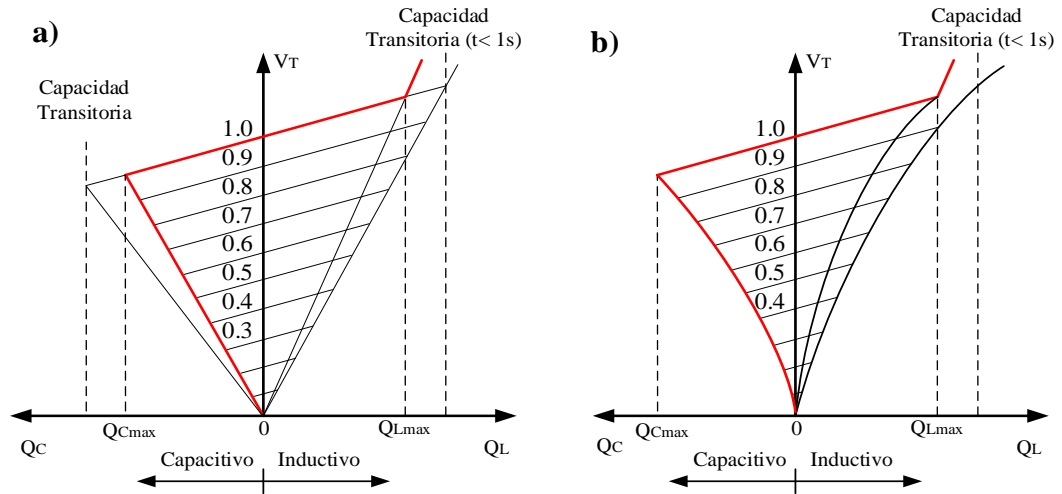 a)
Capacidad
Transitoria
VT
Capacidad
Transitoria (t< 1s)
1.0
0.9
0.8
0.7
0.6
0.5
0.4
0.3
QCmax
0
QLmax
QC
QL
Capacitivo
Inductivo
b)
VT
Capacidad
Transitoria (t< 1s)
1.0
0.9
0.8
0.7
0.6
0.5
0.4
QCmax
0
QLmax
QC
QL
Capacitivo
Inductivo